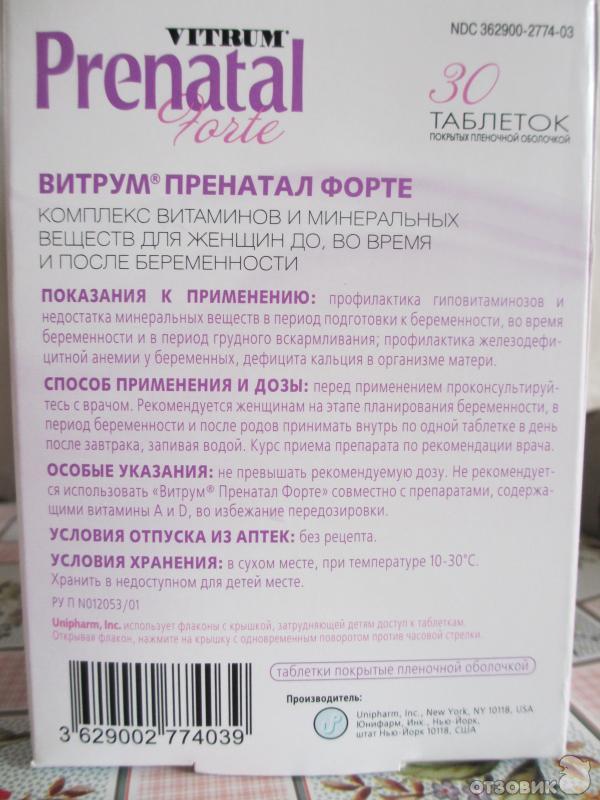 VITRUM®
Prenatal
Forte
NDC 362900-2774-03
30
ТАБЛЕТОК
ПОКРЫТЫХ ПЛЕНОЧНОЙ ОБОЛОЧКОЙ
ВИТРУМ® ПРЕНАТАЛ ФОРТЕ
КОМПЛЕКС ВИТАМИНОВ И МИНЕРАЛЬНЫХ
ВЕЩЕСТВ ДЛЯ ЖЕНЩИН ДО, ВО ВРЕМЯ
И ПОСЛЕ БЕРЕМЕННОСТИ
ПОКАЗАНИЯ К ПРИМЕНЕНИЮ: профилактика гиповитаминозов и
недостатка минеральных веществ в период подготовки к беременности, во время
беременности и в период грудного вскармливания; профилактика железодефи-
цитной анемии у беременных, дефицита кальция в организме матери.
СПОСОБ ПРИМЕНЕНИЯ И ДОЗЫ: перед применением проконсультируй-
тесь с врачом. Рекомендуется женщинам на этапе планирования беременности, в
период беременности и после родов принимать внутрь по одной таблетке в день
после завтрака, запивая водой. Курс приема препарата по рекомендации врача.
ОСОБЫЕ УКАЗАНИЯ: не превышать рекомендуемую дозу. Не рекомендует-
ся использовать «Витрум® Пренатал Форте» совместно с препаратами, содержа-
щими витамины А и D, во избежание передозировки.
УСЛОВИЯ ОТПУСКА ИЗ АПТЕК: без рецепта.
УСЛОВИЯ ХРАНЕНИЯ: в сухом месте, при температуре 10-30°С.
Хранить в недоступном для детей месте.
РУ П N012053/01
Unipharm, Inc. использует флаконы с крышкой, затрудняющей детям доступ к таблеткам.
Открывая флакон, нажмите на крышку с одновременным поворотом против часовой стрелки.
таблетки покрытые пленочной оболочкой
Производитель:
Unipharm, Inc., New York, NY 10118, USA
Юнифарм, Инк., Нью-Йорк,
штат Нью-Йорк 10118, США
3 629002 774039
ОТЗОВИК